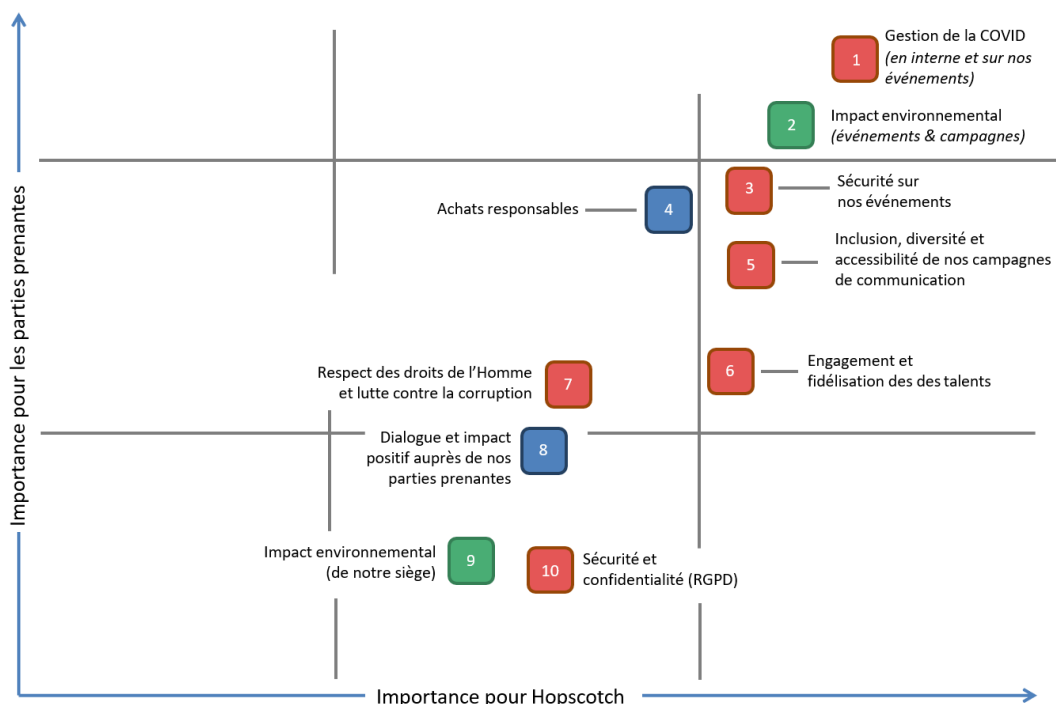 1
Gestion de la COVID
(en interne et sur nos
événements)
2
Impact environnemental
(événements & campagnes)
3
Sécurité sur
nos événements
Achats responsables
4
5
Inclusion, diversité et
accessibilité de nos campagnes
de communication
6
Engagement et
fidélisation des des talents
Respect des droits de l'Homme
et lutte contre la corruption
7
Dialogue et impact
positif auprès de nos
parties prenantes
8
Impact environnemental
(de notre siège)
9
10
Sécurité et
confidentialité (RGPD)
Importance pour les parties prenantes
Importance pour Hopscotch